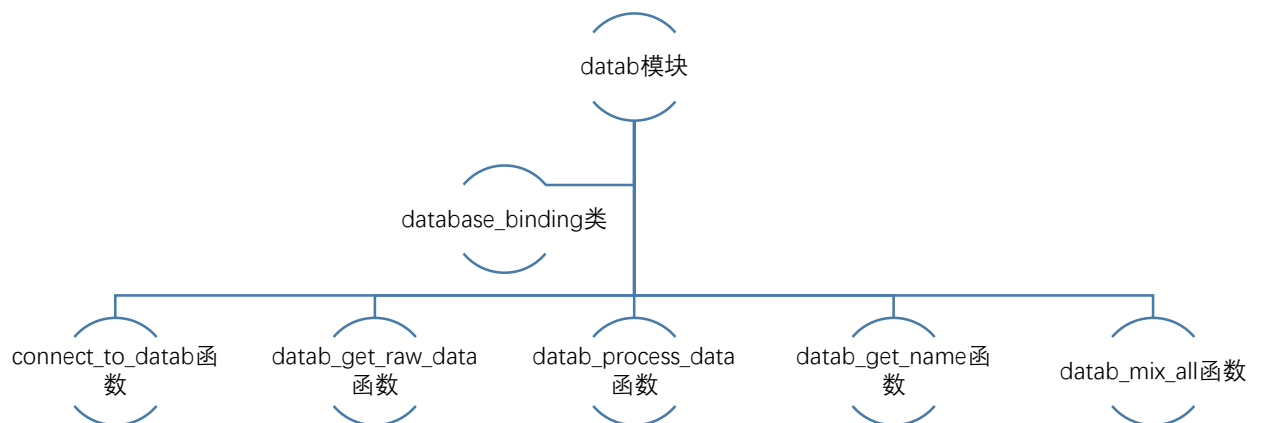 datab模块
database_binding类
connect_to_datab函
数
datab_get_raw_data
函数
datab_process_data
函数
datab_get_name函
数
datab_mix_all函数